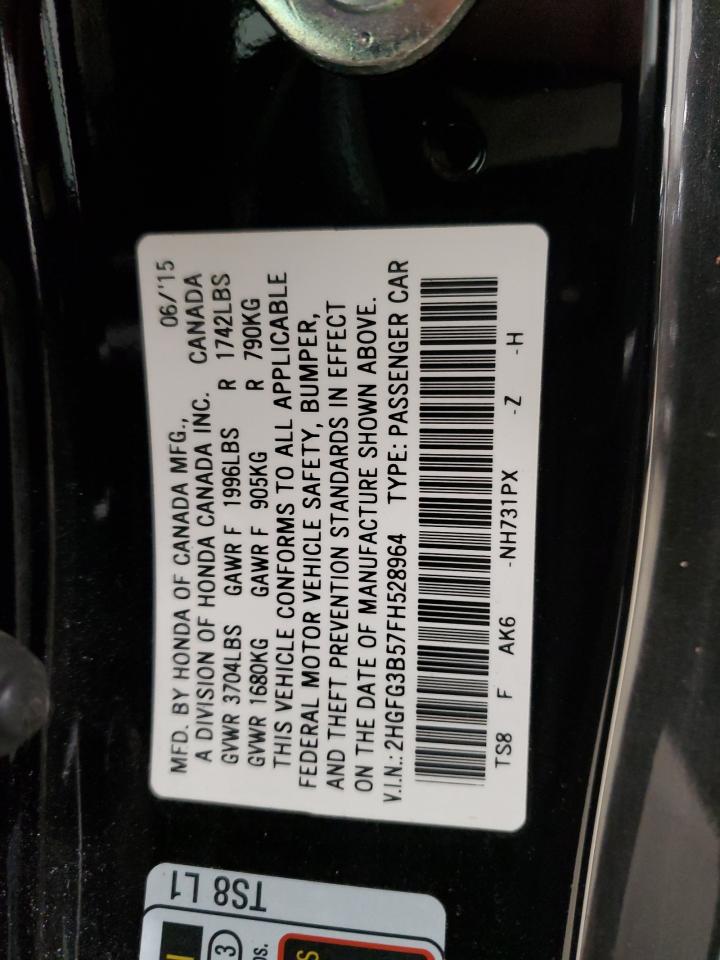 MFD. BY HONDA OF CANADA MFG., 06/'15
A DIVISION OF HONDA CANADA INC. CANADA
GVWR 3704LBS GAWR F 1996LBS R 1742LBS
GVWR 1680KG GAWR F 905KG R 790KG
THIS VEHICLE CONFORMS TO ALL APPLICABLE
FEDERAL MOTOR VEHICLE SAFETY, BUMPER,
AND THEFT PREVENTION STANDARDS IN EFFECT
ON THE DATE OF MANUFACTURE SHOWN ABOVE.
V.I.N.: 2HGFG3B57FH528964 TYPE: PASSENGER CAR
TS8 F AK6 -NH731PX -Z -H
TS8 L1
3